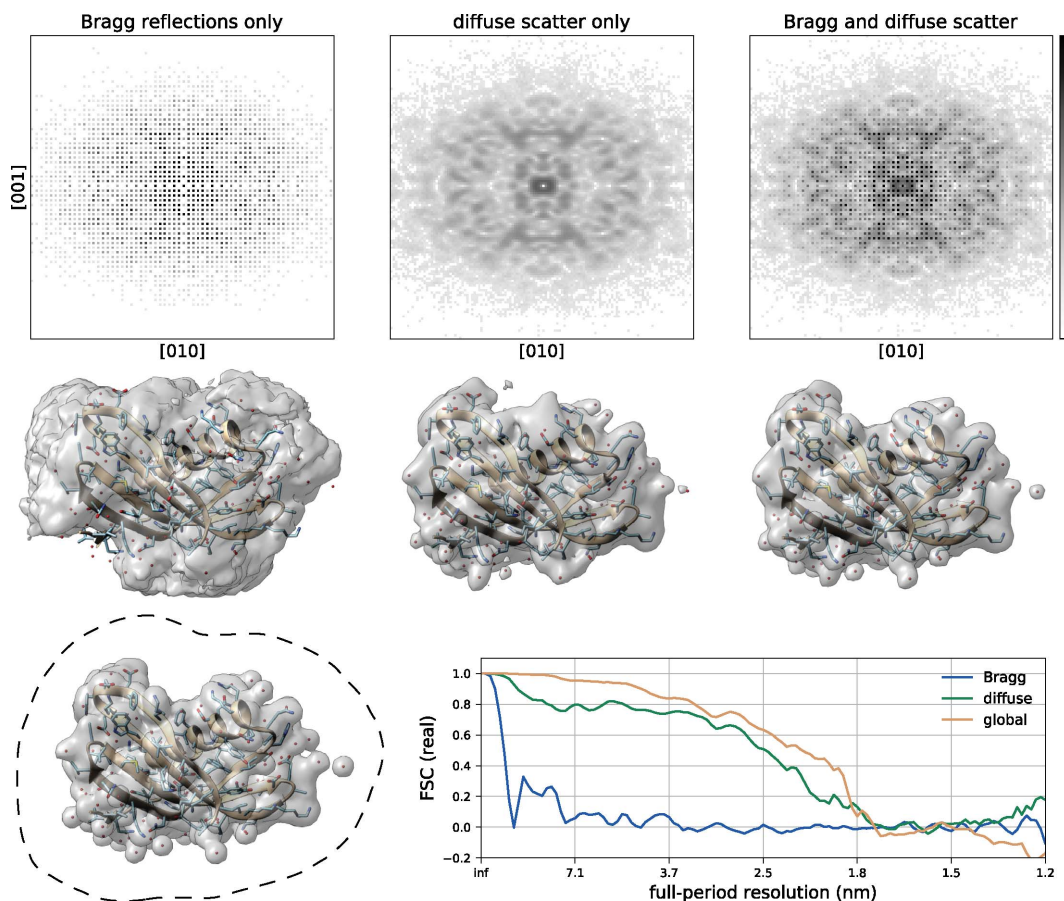 Bragg reflections only
diffuse scatter only
Bragg and diffuse scatter
[001]
[010]
[010]
[010]
FSC (real)
1.0
0.8
0.6
0.4
0.2
0.0
−0.2
Bragg
diffuse
global
inf
7.1
3.7
2.5
1.8
1.5
1.2
full-period resolution (nm)